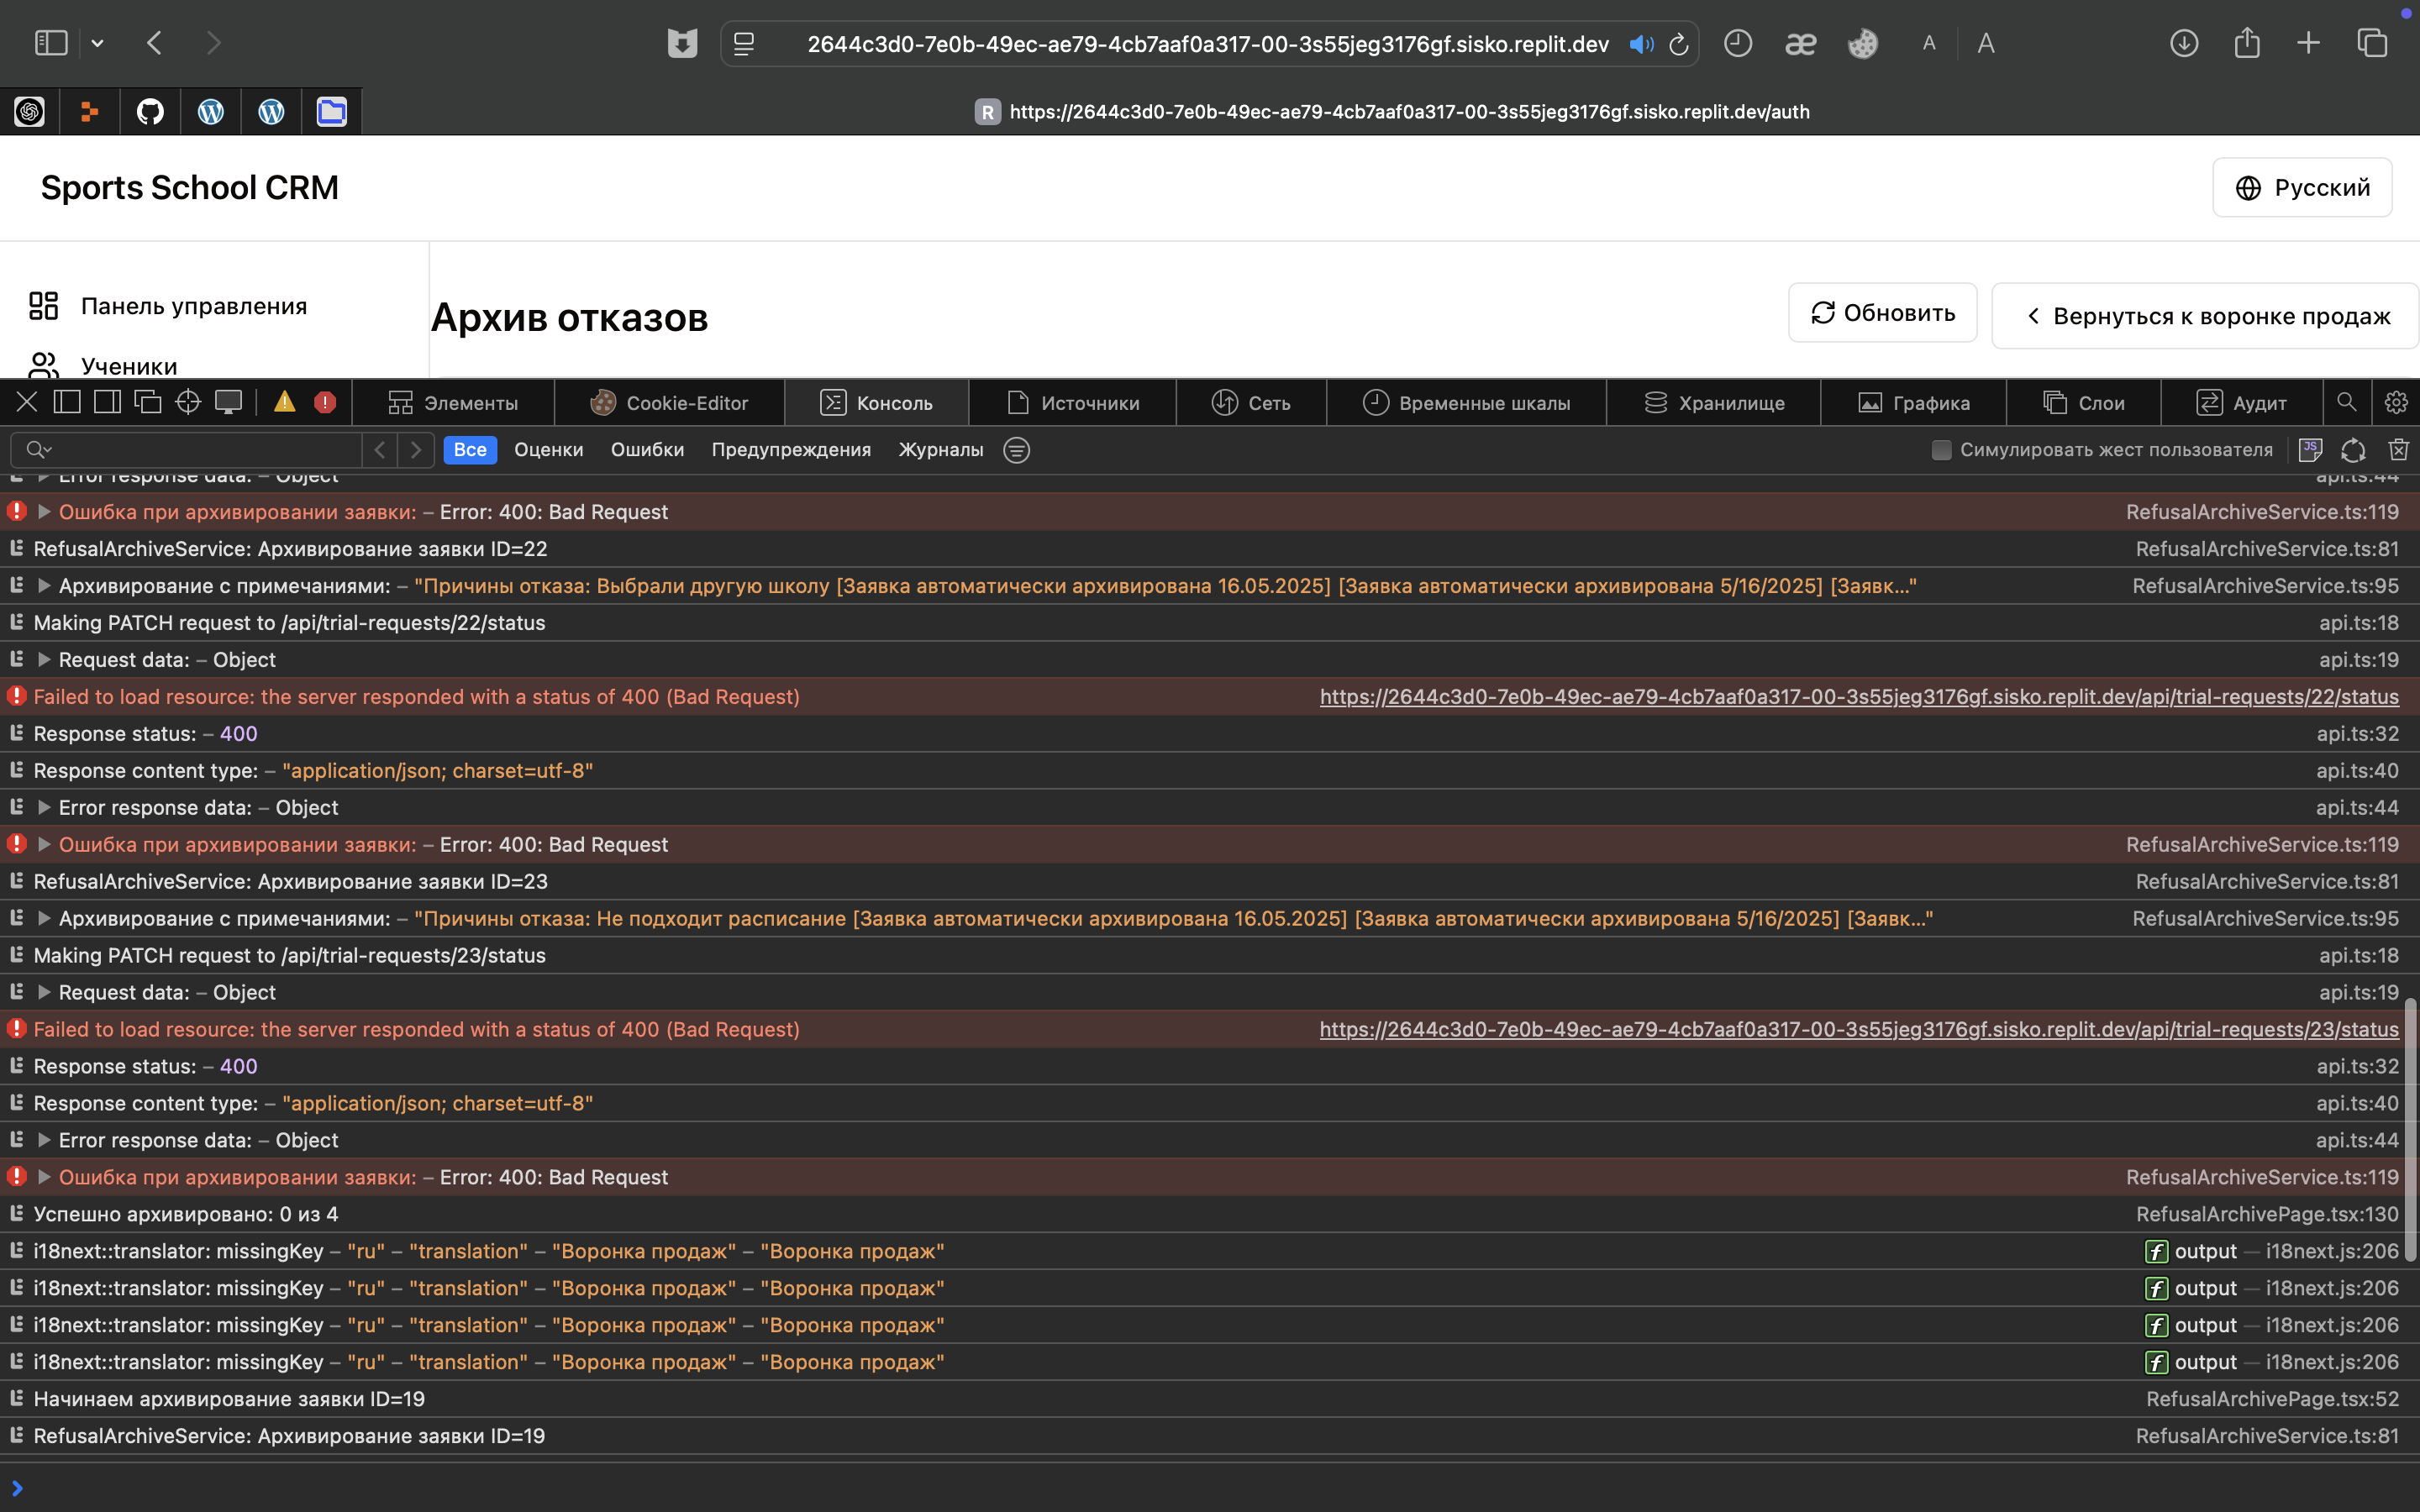 2644c3d0-7e0b-49ec-ae79-4cb7aaf0a317-00-3s55jeg3176gf.sisko.replit.dev
A A
R https://2644c3d0-7e0b-49ec-ae79-4cb7aaf0a317-00-3s55jeg3176gf.sisko.replit.dev/auth
Sports School CRM
Русский
Панель управления
Архив отказов
Обновить
Вернуться к воронке продаж
Ученики
Элементы Cookie-Editor Консоль Источники Сеть Временные шкалы Хранилище Графика Слои Аудит
Все Оценки Ошибки Предупреждения Журналы Симулировать жест пользователя
Error response data: – Object api.ts:44
Ошибка при архивировании заявки: – Error: 400: Bad Request RefusalArchiveService.ts:119
RefusalArchiveService: Архивирование заявки ID=22 RefusalArchiveService.ts:81
Архивирование с примечаниями: – "Причины отказа: Выбрали другую школу [Заявка автоматически архивирована 16.05.2025] [Заявка автоматически архивирована 5/16/2025] [Заявк…" RefusalArchiveService.ts:95
Making PATCH request to /api/trial-requests/22/status api.ts:18
Request data: – Object api.ts:19
Failed to load resource: the server responded with a status of 400 (Bad Request) https://2644c3d0-7e0b-49ec-ae79-4cb7aaf0a317-00-3s55jeg3176gf.sisko.replit.dev/api/trial-requests/22/status
Response status: – 400 api.ts:32
Response content type: – "application/json; charset=utf-8" api.ts:40
Error response data: – Object api.ts:44
Ошибка при архивировании заявки: – Error: 400: Bad Request RefusalArchiveService.ts:119
RefusalArchiveService: Архивирование заявки ID=23 RefusalArchiveService.ts:81
Архивирование с примечаниями: – "Причины отказа: Не подходит расписание [Заявка автоматически архивирована 16.05.2025] [Заявка автоматически архивирована 5/16/2025] [Заявк…" RefusalArchiveService.ts:95
Making PATCH request to /api/trial-requests/23/status api.ts:18
Request data: – Object api.ts:19
Failed to load resource: the server responded with a status of 400 (Bad Request) https://2644c3d0-7e0b-49ec-ae79-4cb7aaf0a317-00-3s55jeg3176gf.sisko.replit.dev/api/trial-requests/23/status
Response status: – 400 api.ts:32
Response content type: – "application/json; charset=utf-8" api.ts:40
Error response data: – Object api.ts:44
Ошибка при архивировании заявки: – Error: 400: Bad Request RefusalArchiveService.ts:119
Успешно архивировано: 0 из 4 RefusalArchivePage.tsx:130
i18next::translator: missingKey – "ru" – "translation" – "Воронка продаж" – "Воронка продаж" f output — i18next.js:206
i18next::translator: missingKey – "ru" – "translation" – "Воронка продаж" – "Воронка продаж" f output — i18next.js:206
i18next::translator: missingKey – "ru" – "translation" – "Воронка продаж" – "Воронка продаж" f output — i18next.js:206
i18next::translator: missingKey – "ru" – "translation" – "Воронка продаж" – "Воронка продаж" f output — i18next.js:206
Начинаем архивирование заявки ID=19 RefusalArchivePage.tsx:52
RefusalArchiveService: Архивирование заявки ID=19 RefusalArchiveService.ts:81